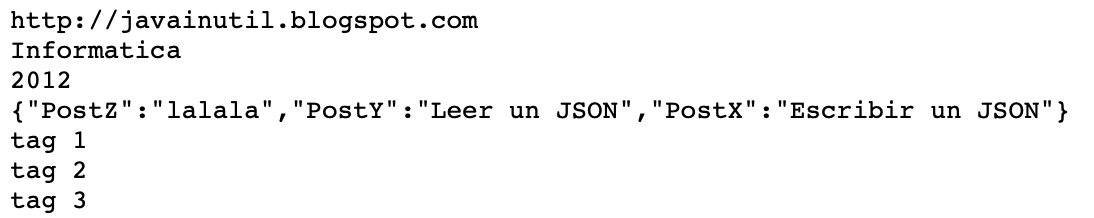 http://javainutil.blogspot.com
Informatica
2012
{"PostZ":"lalala","PostY":"Leer un JSON","PostX":"Escribir un JSON"}
tag 1
tag 2
tag 3